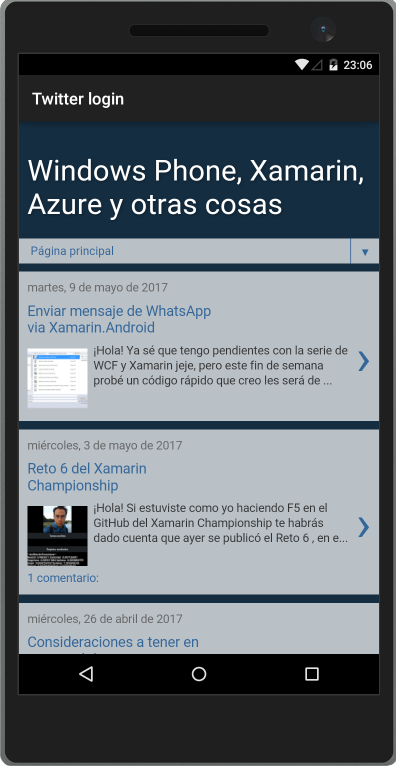 23:06
Twitter login
Windows Phone, Xamarin,
Azure y otras cosas
Página principal
martes, 9 de mayo de 2017
Enviar mensaje de WhatsApp
via Xamarin.Android
¡Hola! Ya sé que tengo pendientes con la serie de
WCF y Xamarin jeje, pero este fin de semana
probé un código rápido que creo les será de ...
miércoles, 3 de mayo de 2017
Reto 6 del Xamarin
Championship
¡Hola! Si estuviste como yo haciendo F5 en el
GitHub del Xamarin Championship te habrás
dado cuenta que ayer se publicó el Reto 6 , en e...
1 comentario:
miércoles, 26 de abril de 2017
Consideraciones a tener en